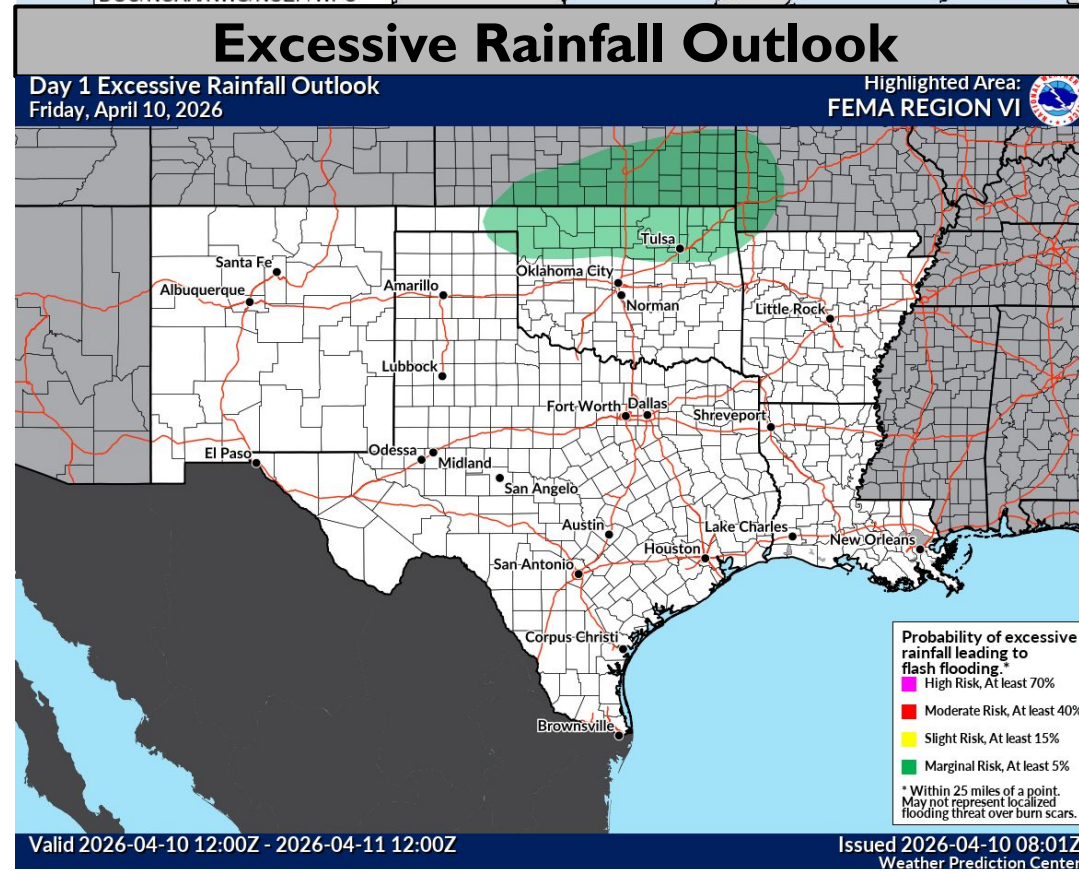 Excessive Rainfall Outlook
Day 1 Excessive Rainfall Outlook
Friday, April 10, 2026
Highlighted Area:
FEMA REGION VI
Tulsa
Santa Fe
Oklahoma City
Albuquerque
Amarillo
Norman
Little Rock
Lubbock
Fort Worth
Dallas
Shreveport
Odessa
El Paso
Midland
San Angelo
Austin
Lake Charles
New Orleans
Houston
San Antonio
Corpus Christi
Brownsville
Probability of excessive
rainfall leading to
flash flooding.*
High Risk, At least 70%
Moderate Risk, At least 40%
Slight Risk, At least 15%
Marginal Risk, At least 5%
* Within 25 miles of a point.
May not represent localized
flooding threat over burn scars.
Valid 2026-04-10 12:00Z - 2026-04-11 12:00Z
Issued 2026-04-10 08:01Z
Weather Prediction Center